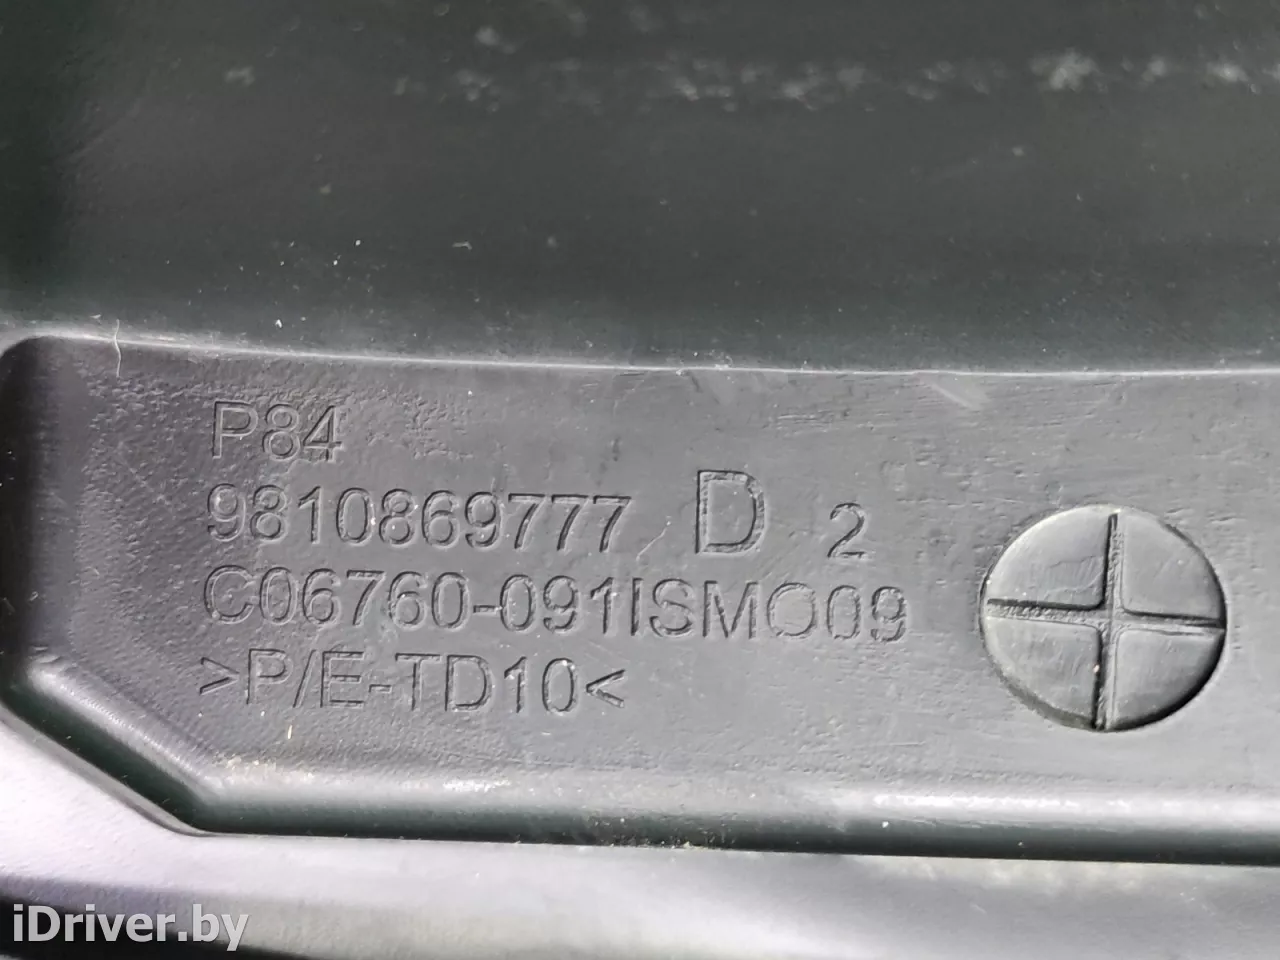 P84
9810869777 D 2
C06760-091ISMO09
>P/E-TD10<
iDriver.by